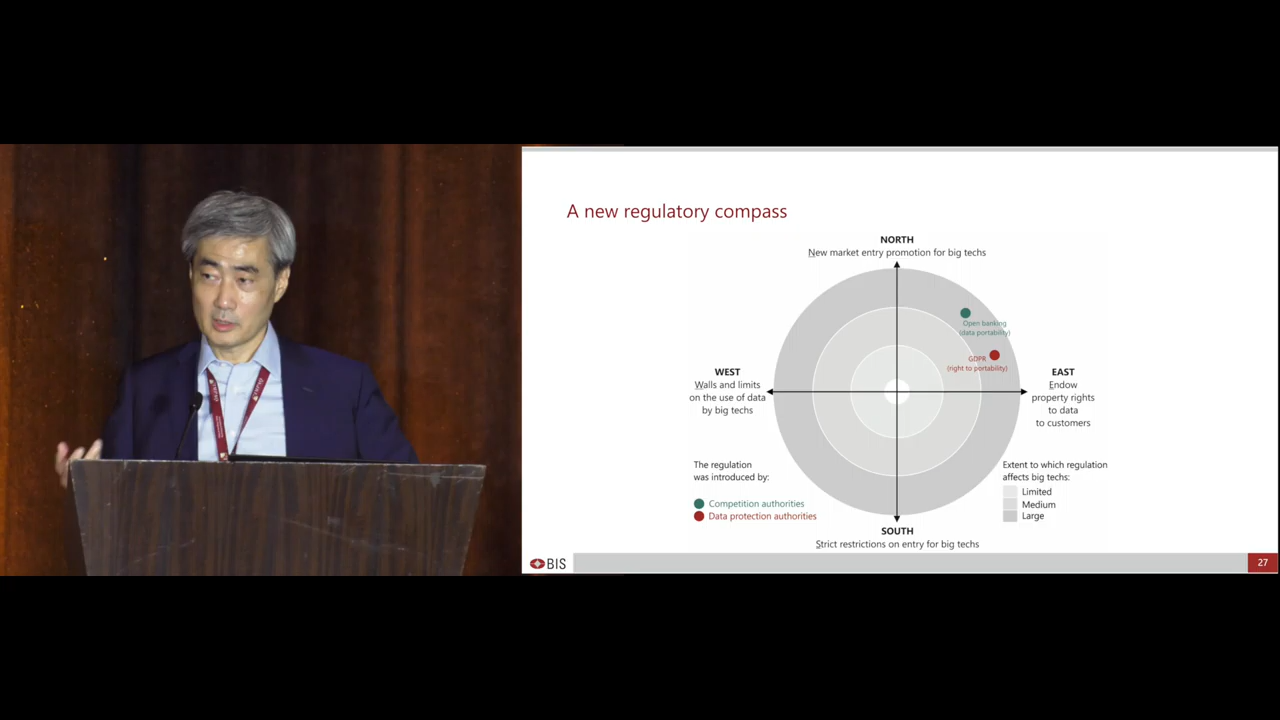 A new regulatory compass
NORTH
New market entry promotion for big techs
Open banking
(data portability)
GDPR
(right to portability)
WEST
Walls and limits
on the use of data
by big techs
EAST
Endow
property rights
to data
to customers
The regulation
was introduced by:
Competition authorities
Data protection authorities
Extent to which regulation
affects big techs:
Limited
Medium
Large
SOUTH
Strict restrictions on entry for big techs
BIS
27